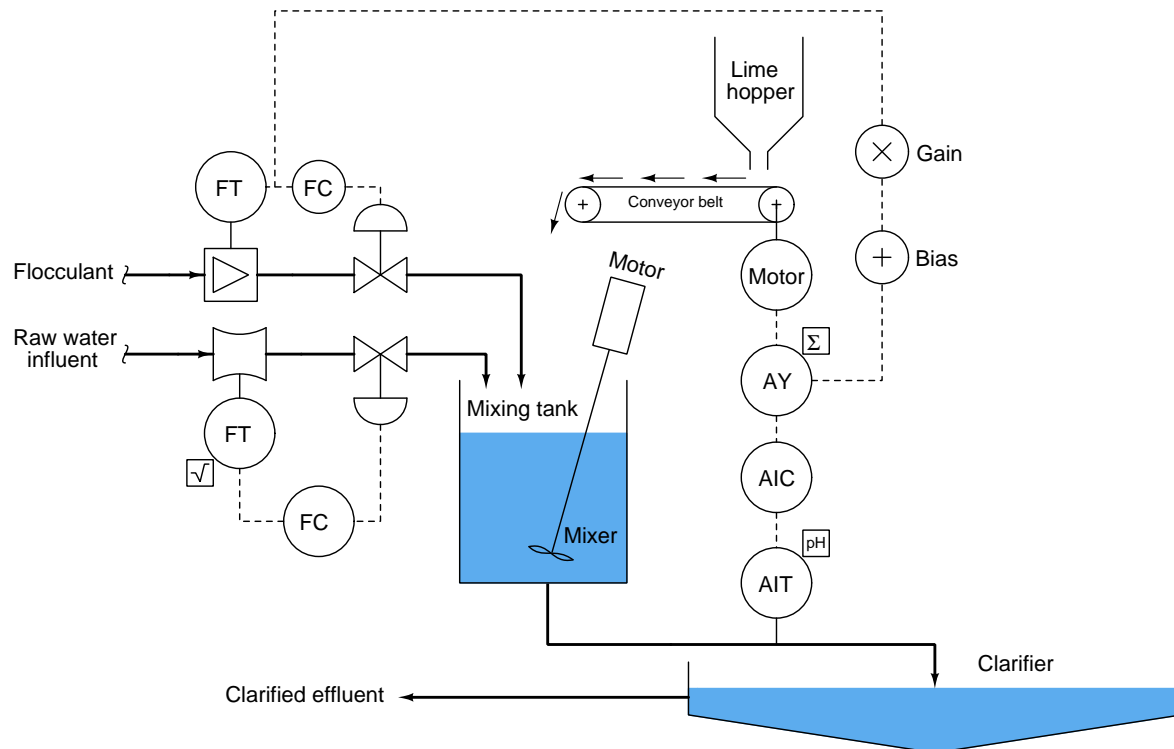 Lime
hopper
FT
FC
×
Gain
Conveyor belt
+
+
+
Bias
Flocculant
Motor
Motor
Raw water
influent
Σ
AY
Mixing tank
FT
√
AIC
FC
Mixer
pH
AIT
Clarifier
Clarified effluent